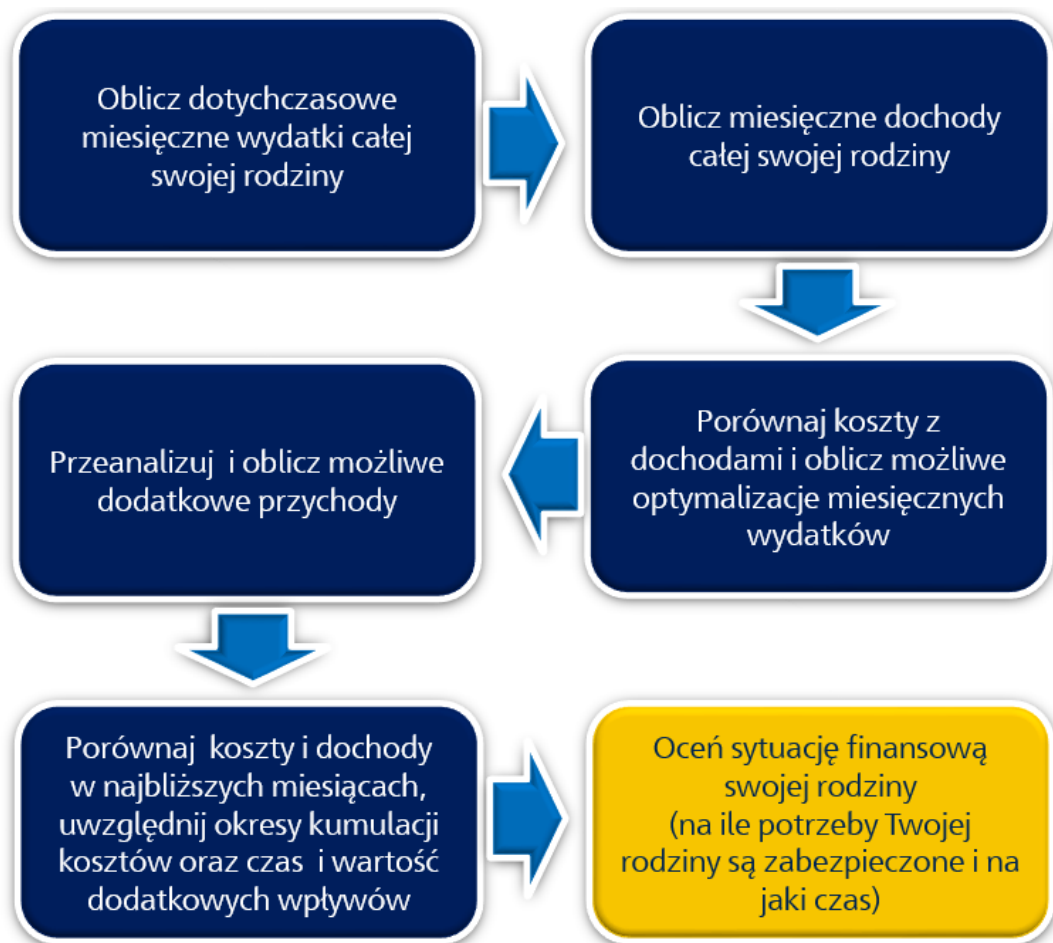 Oblicz dotychczasowe
miesięczne wydatki całej
swojej rodziny
Oblicz miesięczne dochody
całej swojej rodziny
Porównaj koszty z
dochodami i oblicz możliwe
optymalizacje miesięcznych
wydatków
Przeanalizuj i oblicz możliwe
dodatkowe przychody
Porównaj koszty i dochody
w najbliższych miesiącach,
uwzględnij okresy kumulacji
kosztów oraz czas i wartość
dodatkowych wpływów
Oceń sytuację finansową
swojej rodziny
(na ile potrzeby Twojej
rodziny są zabezpieczone i na
jaki czas)